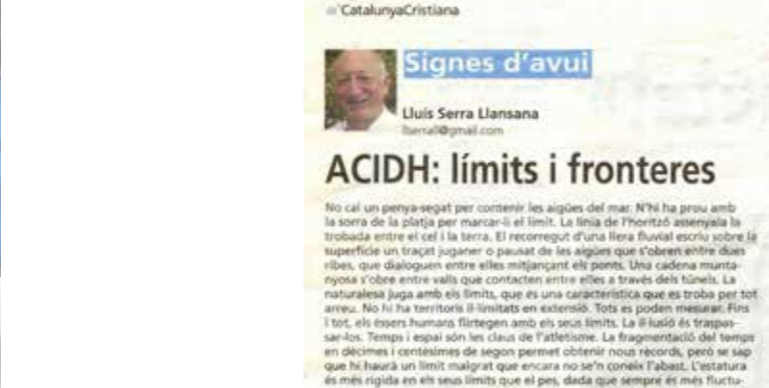 CatalunyaCristiana
Signes d'avui
Lluís Serra Llansana
llserrall@gmail.com
ACIDH: límits i fronteres
No cal un penya-segat per contenir les aigües del mar. N'hi ha prou amb
la sorra de la platja per marcar-li el límit. La línia de l'horitzó assenyala la
trobada entre el cel i la terra. El recorregut d'una llera fluvial escriu sobre la
superfície un traçat juganer o pausat de les aigües que s'obren entre dues
ribes, que dialoguen entre elles mitjançant els ponts. Una cadena munta-
nyosa s'obre entre valls que contacten entre elles a través dels túnels. La
naturalesa juga amb els límits, que és una característica que es troba per tot
arreu. No hi ha territoris il·limitats en extensió. Tots es poden mesurar. Fins
i tot, els éssers humans flirtegen amb els seus límits. La il·lusió és traspas-
sar-los. Temps i espai són les claus de l'atletisme. La fragmentació del temps
en dècimes i centèsimes de segon permet obtenir nous rècords, però se sap
que hi haurà un límit malgrat que encara no se'n coneix l'abast. L'estatura
és més rígida en els seus límits que el pes, dada que sempre és més fluctua-